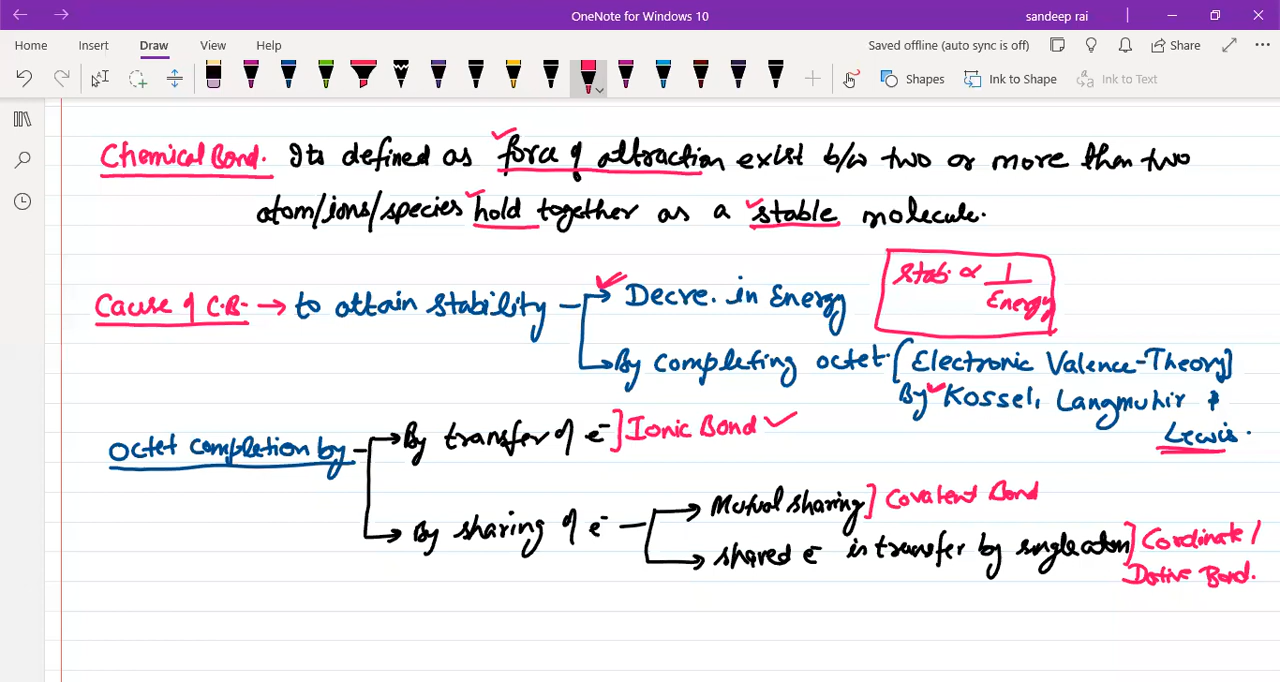 OneNote for Windows 10
sandeep rai
Home Insert Draw View Help
Saved offline (auto sync is off) Share
Shapes Ink to Shape Ink to Text
Chemical Bond. Its defined as force of attraction exist b/w two or more than two
atom/ions/species hold together as a stable molecule.
Stab. ∝ 1/Energy
Cause of C.B. → to attain stability → Decre. in Energy
→ By completing octet. [Electronic Valence-Theory]
By Kossel, Langmuhir &
Lewis.
Octet completion by → By transfer of e⁻ ] Ionic Bond ✓
→ By sharing of e⁻ → Mutual sharing ] Covalent Bond
→ shared e⁻ is transfer by single atom ] Cordinate /
Dative Bond.